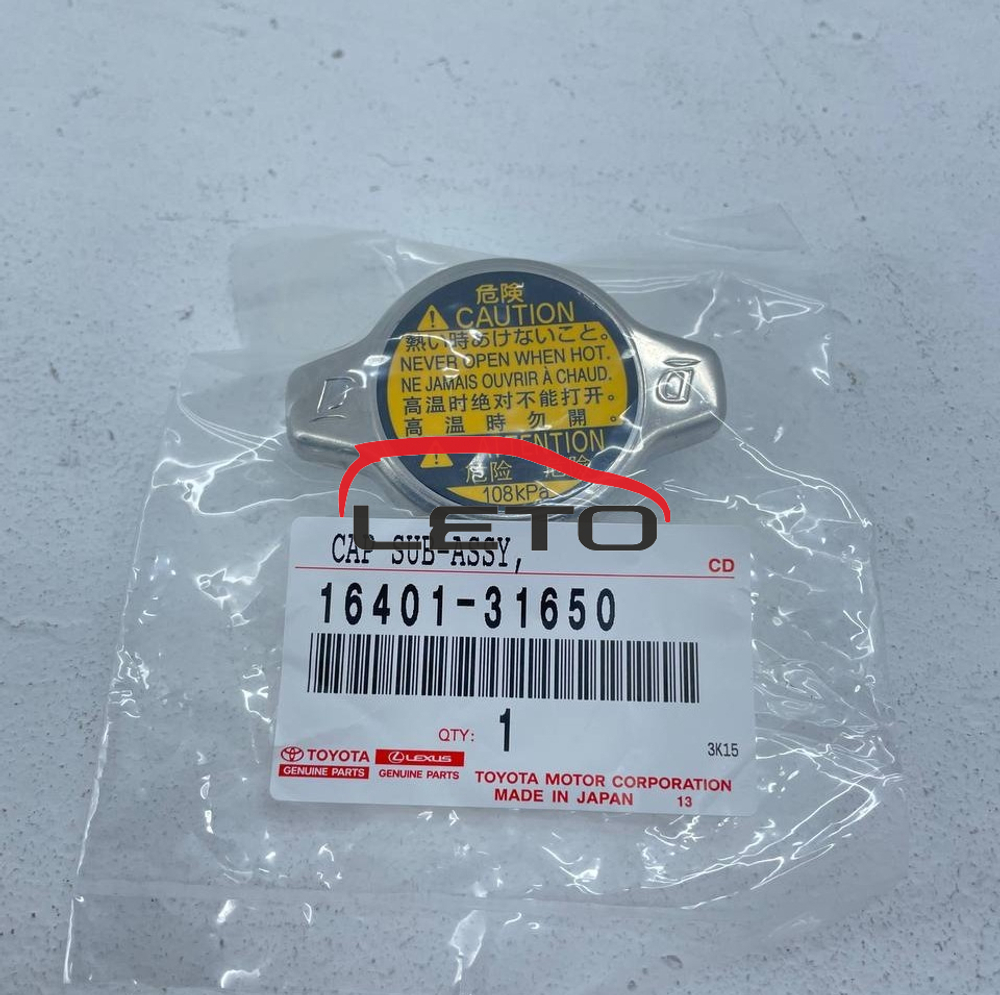 危険
CAUTION
熱い時あけないこと。
NEVER OPEN WHEN HOT.
NE JAMAIS OUVRIR À CHAUD.
高温时绝对不能打开。
高温時勿開。
ATTENTION
危险 危險
108kPa
LETO
CAP SUB-ASSY,
CD
16401-31650
QTY: 1
3K15
TOYOTA
GENUINE PARTS
LEXUS
GENUINE PARTS
TOYOTA MOTOR CORPORATION
MADE IN JAPAN 13